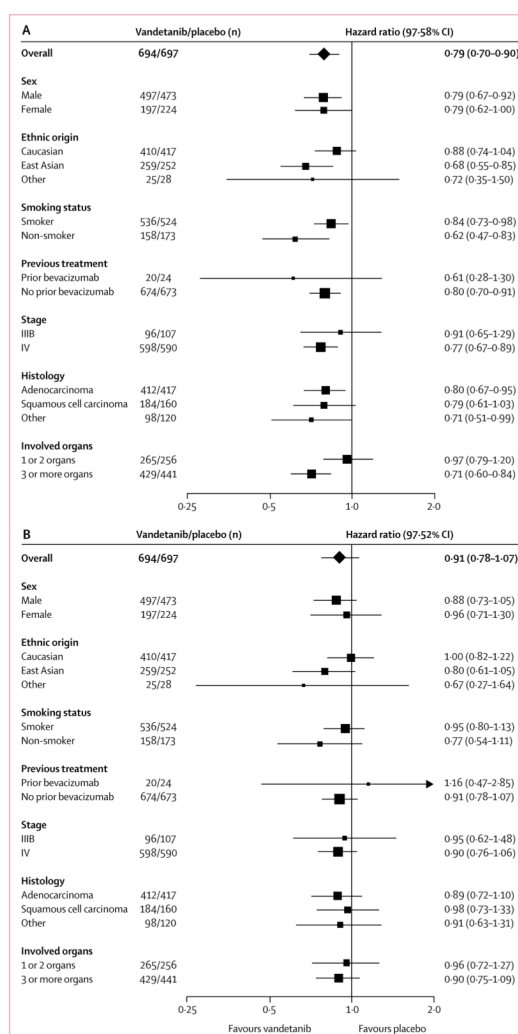 A Vandetanib/placebo (n) Hazard ratio (97·58% CI)
Overall 694/697 0·79 (0·70–0·90)
Sex
Male 497/473 0·79 (0·67–0·92)
Female 197/224 0·79 (0·62–1·00)
Ethnic origin
Caucasian 410/417 0·88 (0·74–1·04)
East Asian 259/252 0·68 (0·55–0·85)
Other 25/28 0·72 (0·35–1·50)
Smoking status
Smoker 536/524 0·84 (0·73–0·98)
Non-smoker 158/173 0·62 (0·47–0·83)
Previous treatment
Prior bevacizumab 20/24 0·61 (0·28–1·30)
No prior bevacizumab 674/673 0·80 (0·70–0·91)
Stage
IIIB 96/107 0·91 (0·65–1·29)
IV 598/590 0·77 (0·67–0·89)
Histology
Adenocarcinoma 412/417 0·80 (0·67–0·95)
Squamous cell carcinoma 184/160 0·79 (0·61–1·03)
Other 98/120 0·71 (0·51–0·99)
Involved organs
1 or 2 organs 265/256 0·97 (0·79–1·20)
3 or more organs 429/441 0·71 (0·60–0·84)
0·25 0·5 1·0 2·0
B Vandetanib/placebo (n) Hazard ratio (97·52% CI)
Overall 694/697 0·91 (0·78–1·07)
Sex
Male 497/473 0·88 (0·73–1·05)
Female 197/224 0·96 (0·71–1·30)
Ethnic origin
Caucasian 410/417 1·00 (0·82–1·22)
East Asian 259/252 0·80 (0·61–1·05)
Other 25/28 0·67 (0·27–1·64)
Smoking status
Smoker 536/524 0·95 (0·80–1·13)
Non-smoker 158/173 0·77 (0·54–1·11)
Previous treatment
Prior bevacizumab 20/24 1·16 (0·47–2·85)
No prior bevacizumab 674/673 0·91 (0·78–1·07)
Stage
IIIB 96/107 0·95 (0·62–1·48)
IV 598/590 0·90 (0·76–1·06)
Histology
Adenocarcinoma 412/417 0·89 (0·72–1·10)
Squamous cell carcinoma 184/160 0·98 (0·73–1·33)
Other 98/120 0·91 (0·63–1·31)
Involved organs
1 or 2 organs 265/256 0·96 (0·72–1·27)
3 or more organs 429/441 0·90 (0·75–1·09)
0·25 0·5 1·0 2·0
Favours vandetanib Favours placebo